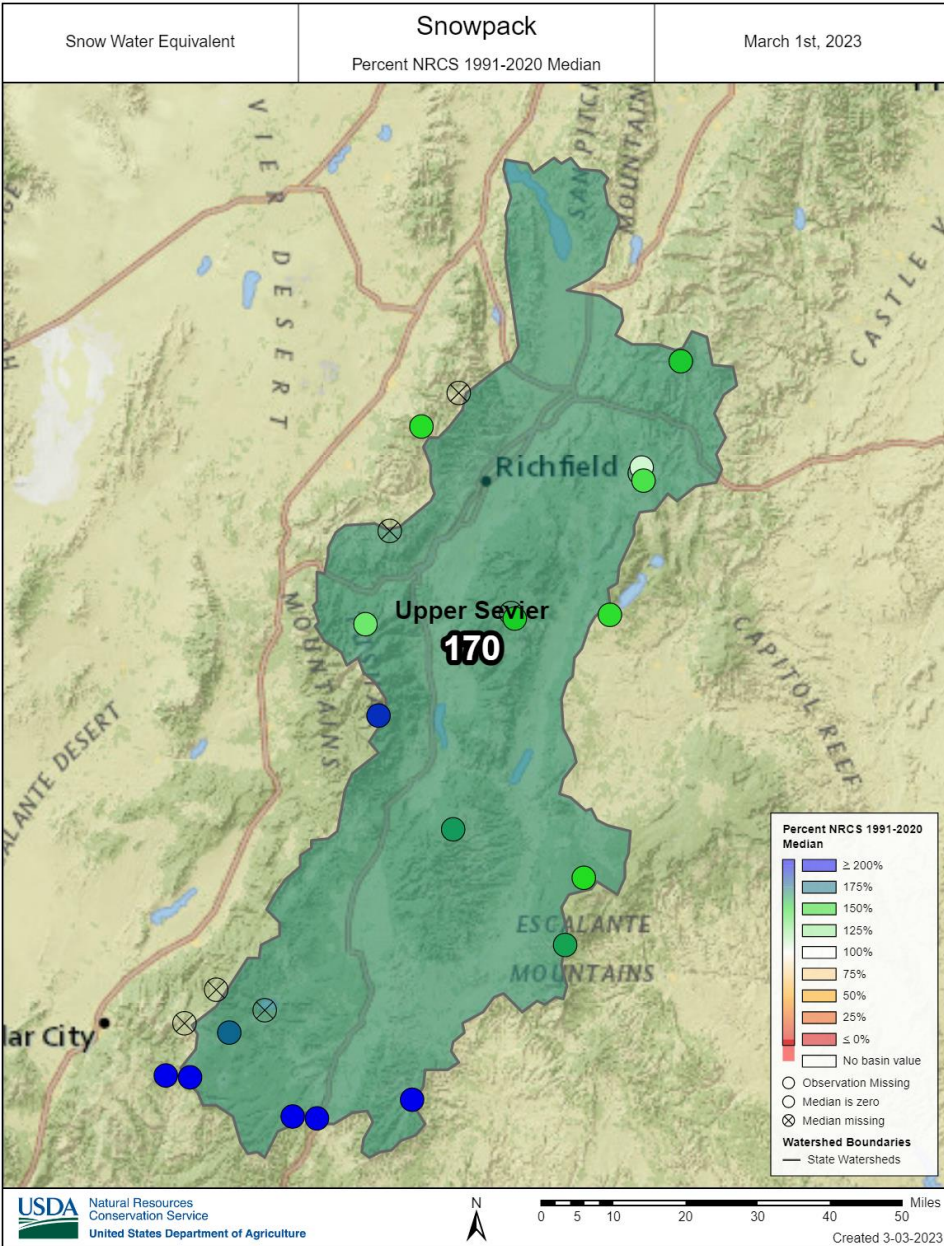 Snow Water Equivalent
Snowpack
Percent NRCS 1991-2020 Median
March 1st, 2023
VIER DESERT
SAN PITCH
MOUNTAIN
CASTLE V
Richfield
Upper Sevier
170
MOUNTAINS
CAPITOL REEF
ALANTE DESERT
ESCALANTE
MOUNTAINS
lar City
Percent NRCS 1991-2020
Median
≥ 200%
175%
150%
125%
100%
75%
50%
25%
≤ 0%
No basin value
Observation Missing
Median is zero
Median missing
Watershed Boundaries
State Watersheds
USDA
Natural Resources
Conservation Service
United States Department of Agriculture
N
Miles
0 5 10 20 30 40 50
Created 3-03-2023